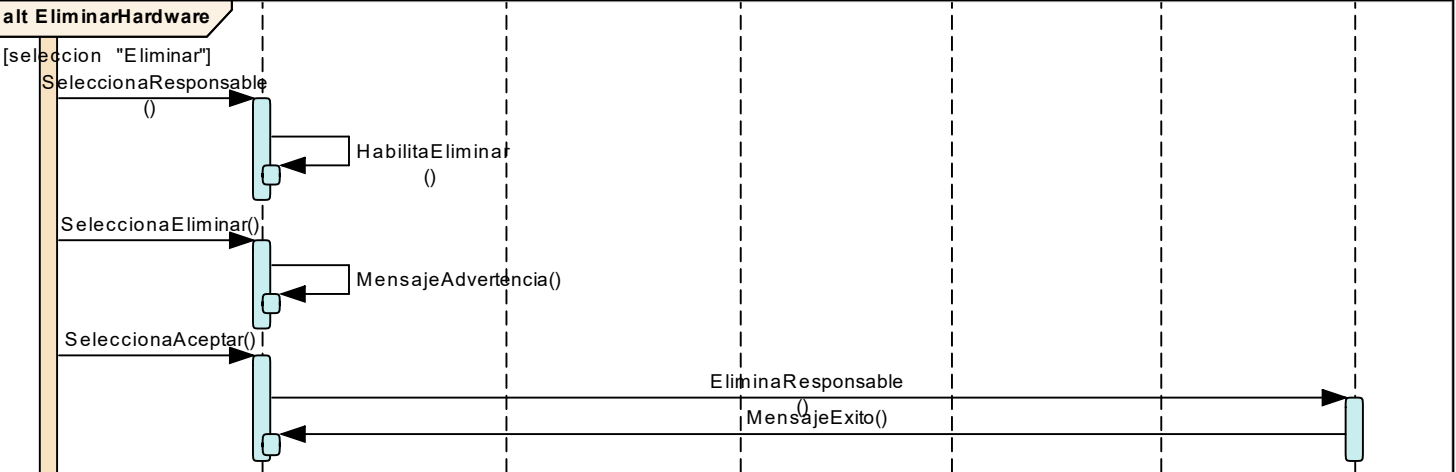 alt EliminarHardware
[seleccion "Eliminar"]
SeleccionaResponsable
()
HabilitaEliminar
()
SeleccionaEliminar()
MensajeAdvertencia()
SeleccionaAceptar()
EliminaResponsable
()
MensajeExito()